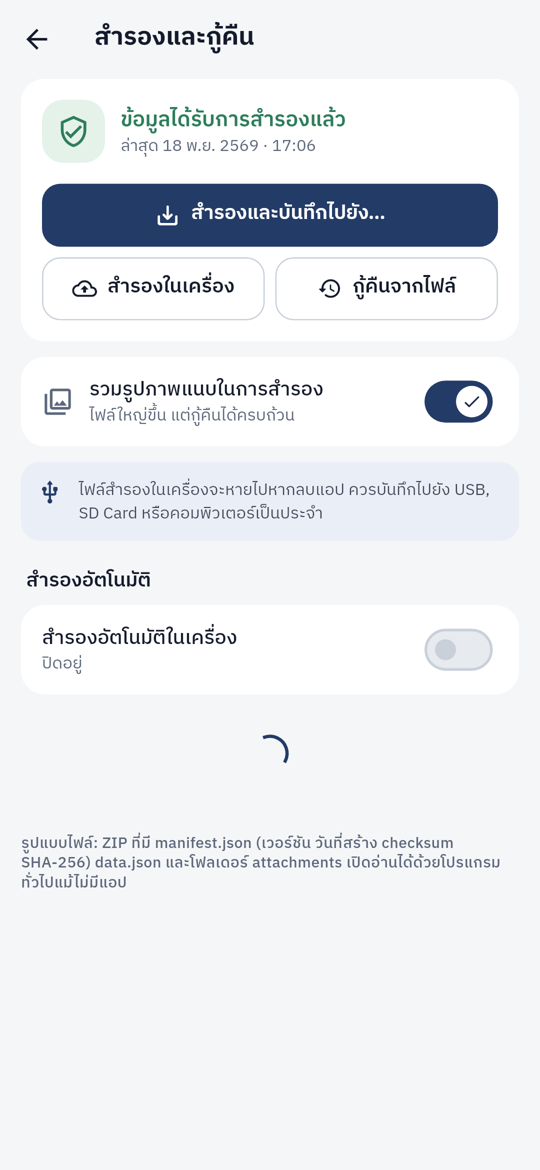 สำรองและกู้คืน
ข้อมูลได้รับการสำรองแล้ว
ล่าสุด 18 พ.ย. 2569 · 17:06
สำรองและบันทึกไปยัง...
สำรองในเครื่อง
กู้คืนจากไฟล์
รวมรูปภาพแนบในการสำรอง
ไฟล์ใหญ่ขึ้น แต่กู้คืนได้ครบถ้วน
ไฟล์สำรองในเครื่องจะหายไปหากลบแอป ควรบันทึกไปยัง USB,
SD Card หรือคอมพิวเตอร์เป็นประจำ
สำรองอัตโนมัติ
สำรองอัตโนมัติในเครื่อง
ปิดอยู่
รูปแบบไฟล์: ZIP ที่มี manifest.json (เวอร์ชัน วันที่สร้าง checksum
SHA-256) data.json และโฟลเดอร์ attachments เปิดอ่านได้ด้วยโปรแกรม
ทั่วไปแม้ไม่มีแอป